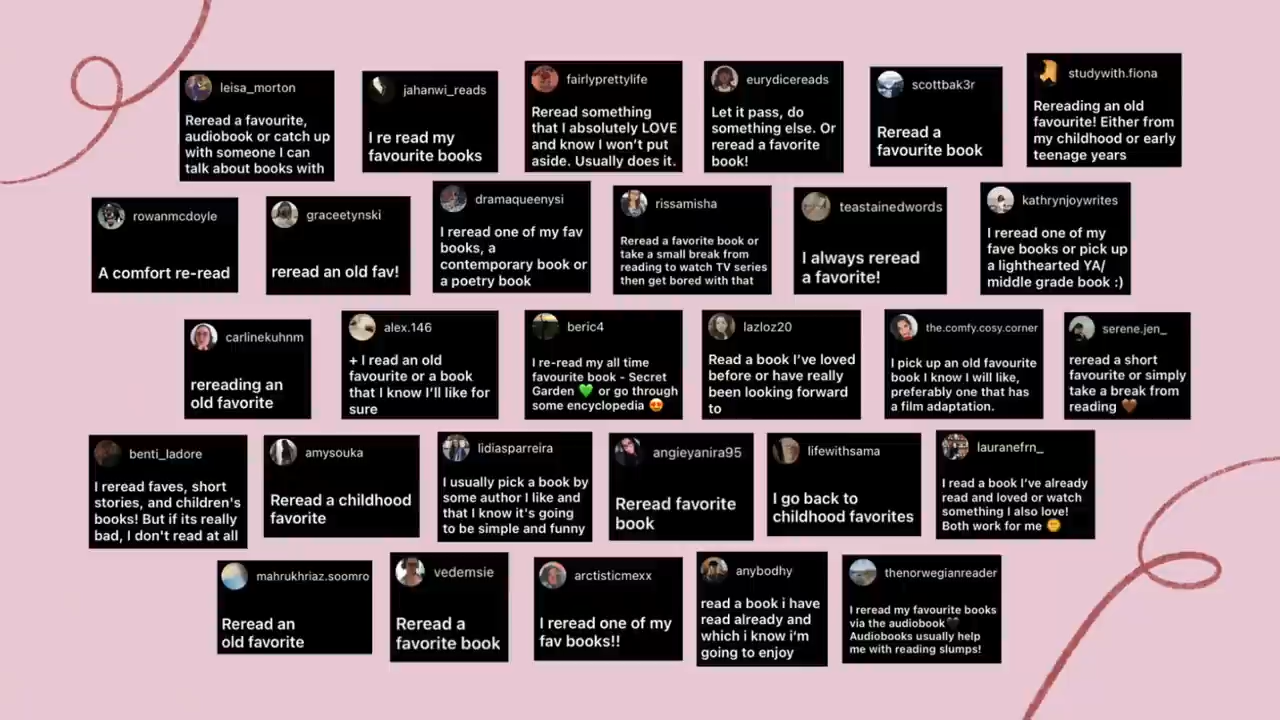 leisa_morton
Reread a favourite,
audiobook or catch up
with someone I can
talk about books with
jahanwi_reads
I re read my
favourite books
fairlyprettylife
Reread something
that I absolutely LOVE
and know I won't put
aside. Usually does it.
eurydicereads
Let it pass, do
something else. Or
reread a favorite
book!
scottbak3r
Reread a
favourite book
studywith.fiona
Rereading an old
favourite! Either from
my childhood or early
teenage years
rowanmcdoyle
A comfort re-read
graceetynski
reread an old fav!
dramaqueenysi
I reread one of my fav
books, a
contemporary book or
a poetry book
rissamisha
Reread a favorite book or
take a small break from
reading to watch TV series
then get bored with that
teastainedwords
I always reread
a favorite!
kathrynjoywrites
I reread one of my
fave books or pick up
a lighthearted YA/
middle grade book :)
carlinekuhnm
rereading an
old favorite
alex.146
+ I read an old
favourite or a book
that I know I'll like for
sure
beric4
I re-read my all time
favourite book - Secret
Garden 💚 or go through
some encyclopedia 😍
lazloz20
Read a book I've loved
before or have really
been looking forward
to
the.comfy.cosy.corner
I pick up an old favourite
book I know I will like,
preferably one that has
a film adaptation.
serene.jen_
reread a short
favourite or simply
take a break from
reading 🤎
benti_ladore
I reread faves, short
stories, and children's
books! But if its really
bad, I don't read at all
amysouka
Reread a childhood
favorite
lidiasparreira
I usually pick a book by
some author I like and
that I know it's going
to be simple and funny
angieyanira95
Reread favorite
book
lifewithsama
I go back to
childhood favorites
lauranefrn_
I read a book I've already
read and loved or watch
something I also love!
Both work for me 🌞
mahrukhriaz.soomro
Reread an
old favorite
vedemsie
Reread a
favorite book
arctisticmexx
I reread one of my
fav books!!
anybodhy
read a book i have
read already and
which i know i'm
going to enjoy
thenorwegianreader
I reread my favourite books
via the audiobook🖤
Audiobooks usually help
me with reading slumps!